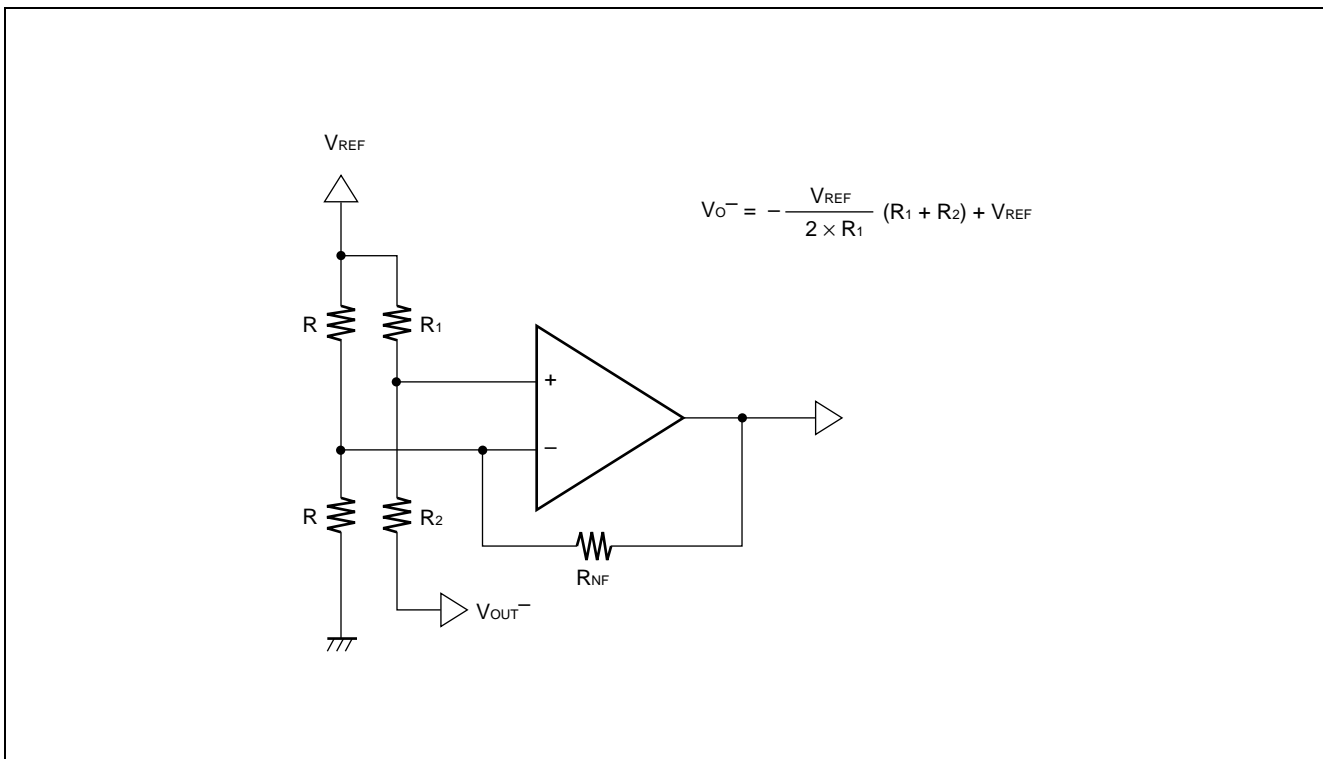 VREF
VO− = − VREF / 2 × R1 (R1 + R2) + VREF
R
R1
+
−
R
R2
RNF
VOUT−